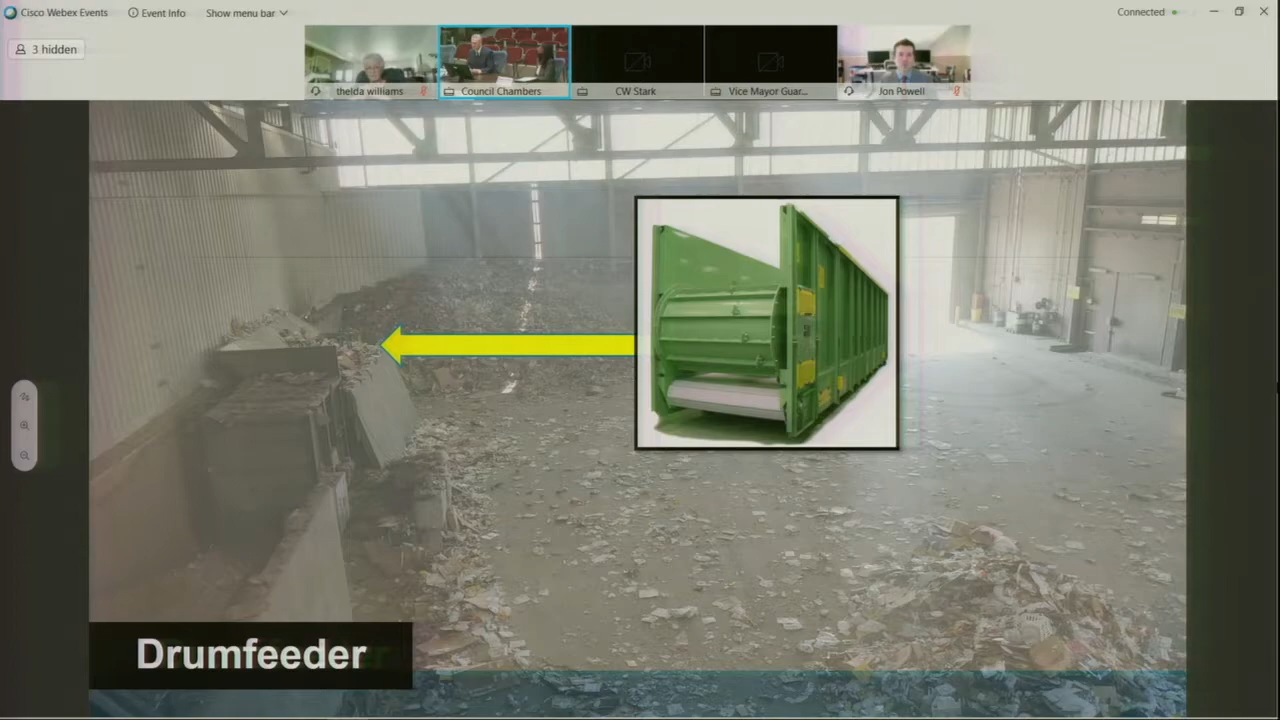 Cisco Webex Events
Event Info
Show menu bar
Connected
3 hidden
thelda williams
Council Chambers
CW Stark
Vice Mayor Guar...
Jon Powell
Drumfeeder